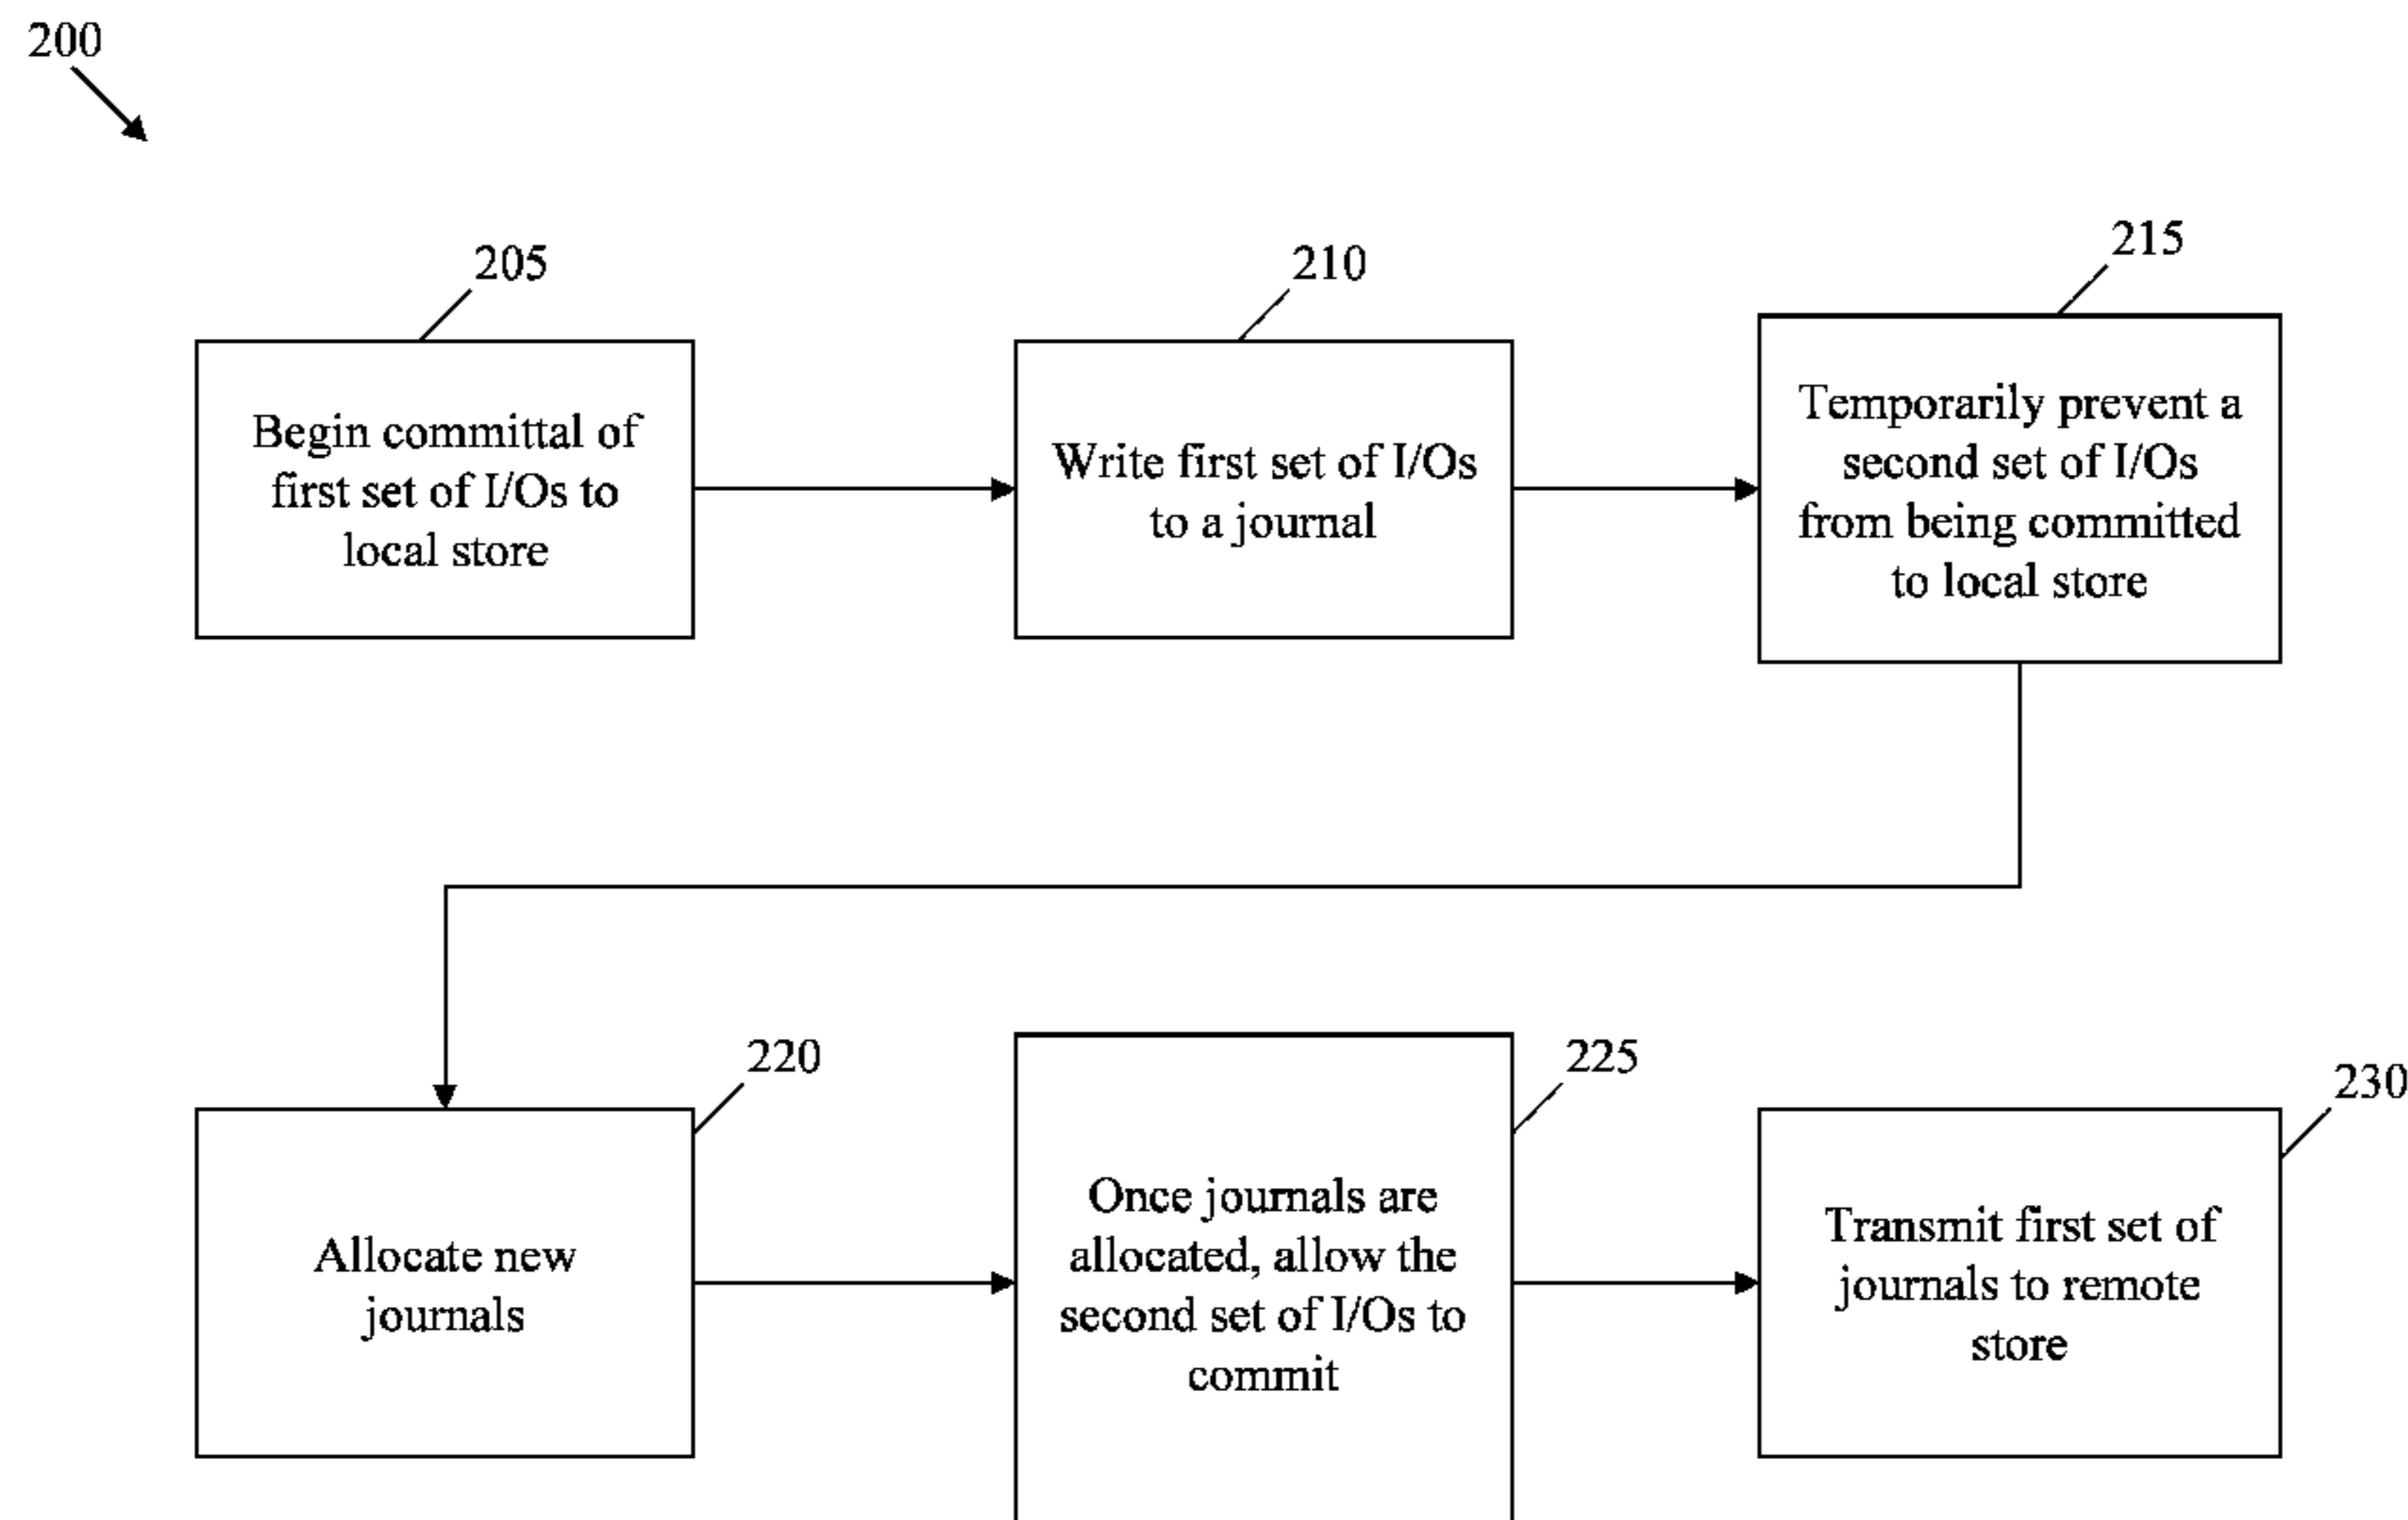 200
205
Begin committal of
first set of I/Os to
local store
210
Write first set of I/Os
to a journal
215
Temporarily prevent a
second set of I/Os
from being committed
to local store
220
Allocate new
journals
225
Once journals are
allocated, allow the
second set of I/Os to
commit
230
Transmit first set of
journals to remote
store